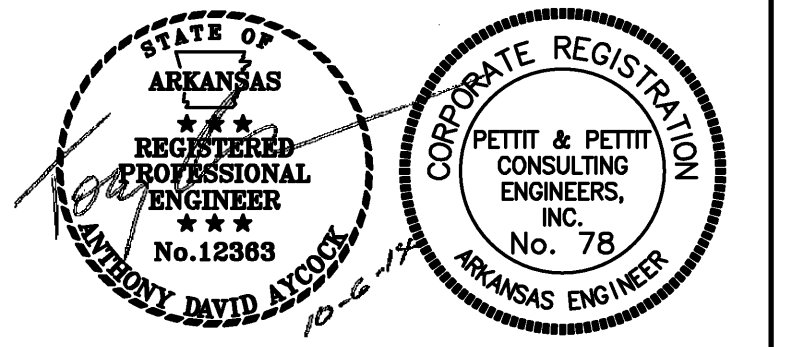 STATE OF
ARKANSAS
★ ★ ★
REGISTERED
PROFESSIONAL
ENGINEER
★ ★ ★
No.12363
ANTHONY DAVID AYCOCK
10-6-14
CORPORATE REGISTRATION
PETTIT & PETTIT
CONSULTING
ENGINEERS,
INC.
No. 78
ARKANSAS ENGINEER